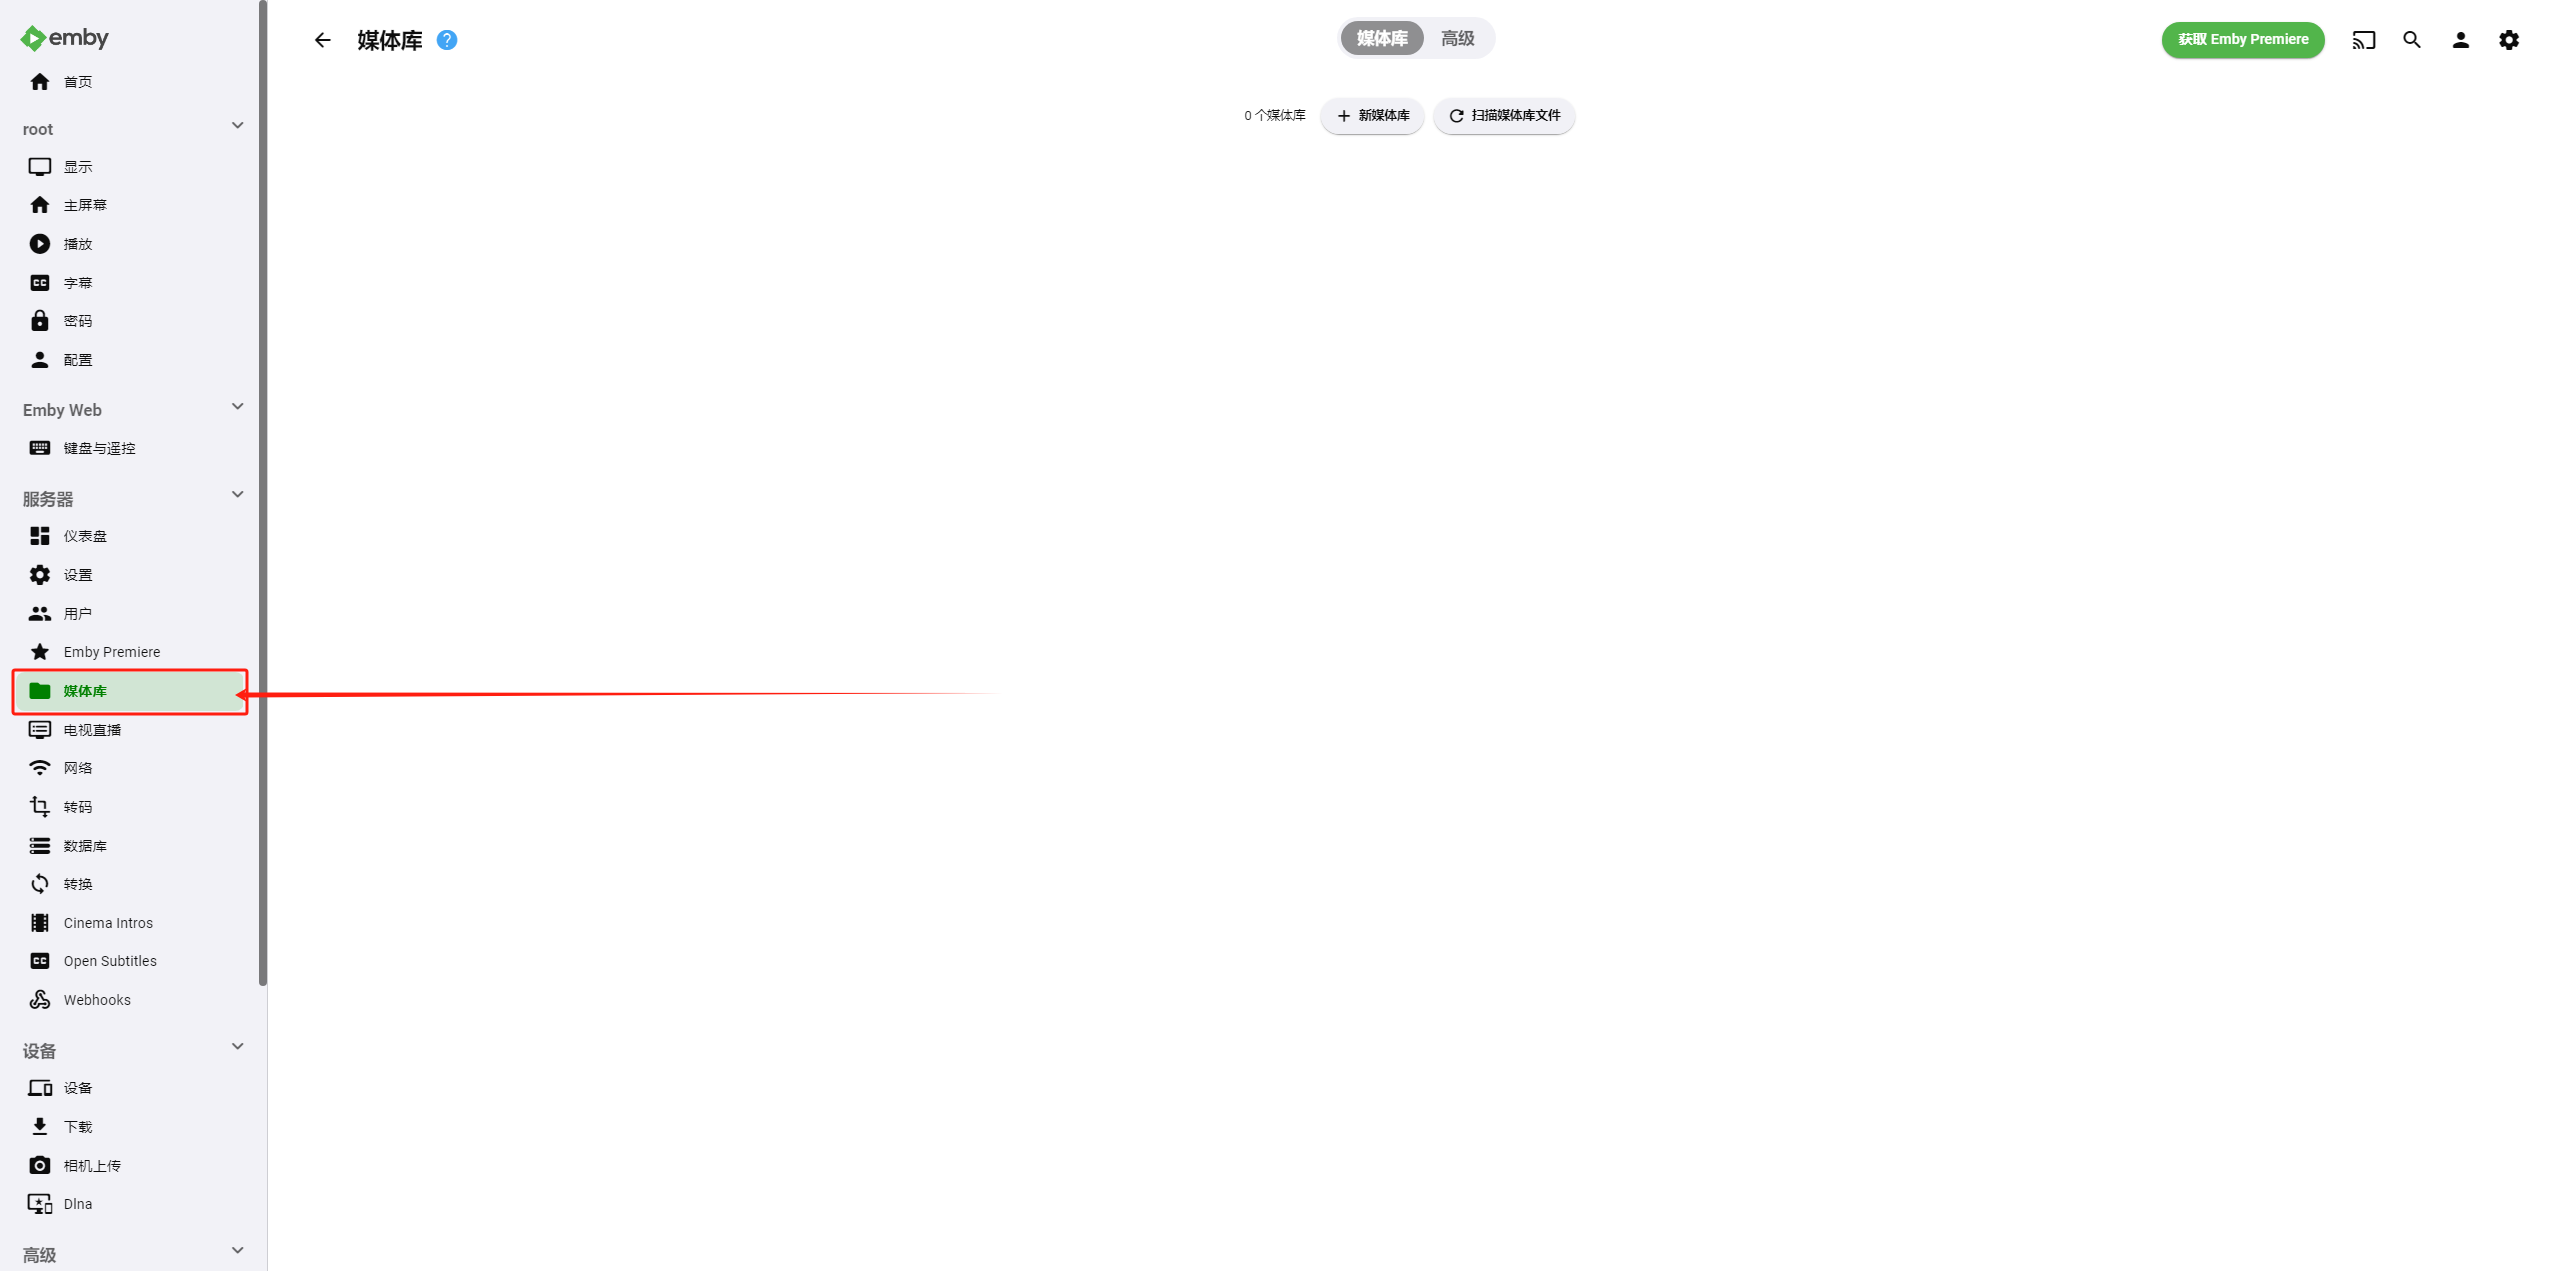 emby
首页
root
显示
主屏幕
播放
字幕
密码
配置
Emby Web
键盘与遥控
服务器
仪表盘
设置
用户
Emby Premiere
媒体库
电视直播
网络
转码
数据库
转换
Cinema Intros
Open Subtitles
Webhooks
设备
设备
下载
相机上传
Dlna
高级
媒体库 ?
媒体库 高级
获取 Emby Premiere
0 个媒体库 + 新媒体库 扫描媒体库文件